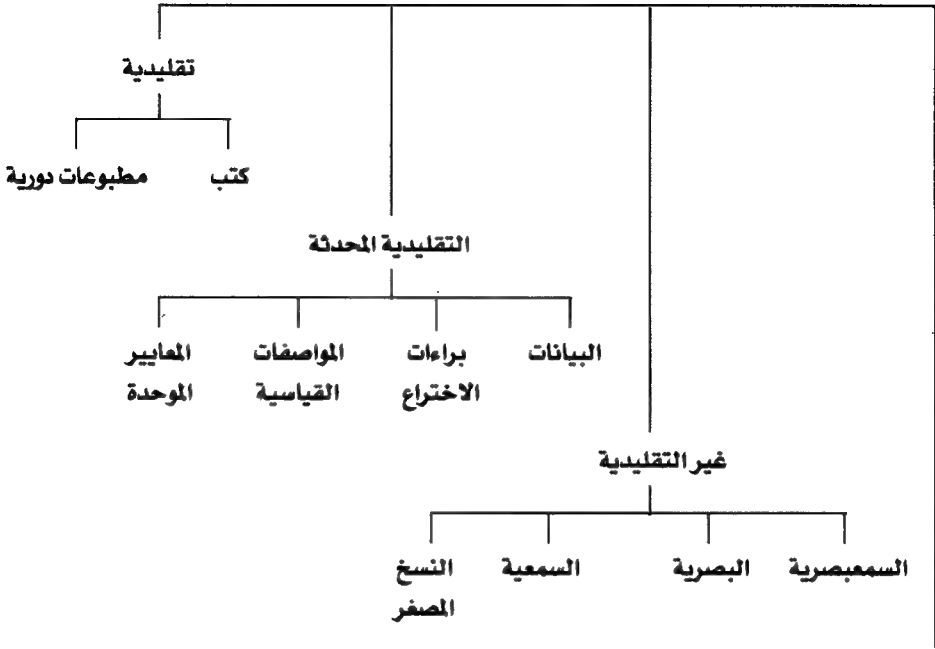 تقليدية
كتب
مطبوعات دورية
التقليدية المحدثة
البيانات
براءات
الاختراع
المواصفات
القياسية
المعايير
الموحدة
غير التقليدية
السمعبصرية
البصرية
السمعية
النسخ
المصغر